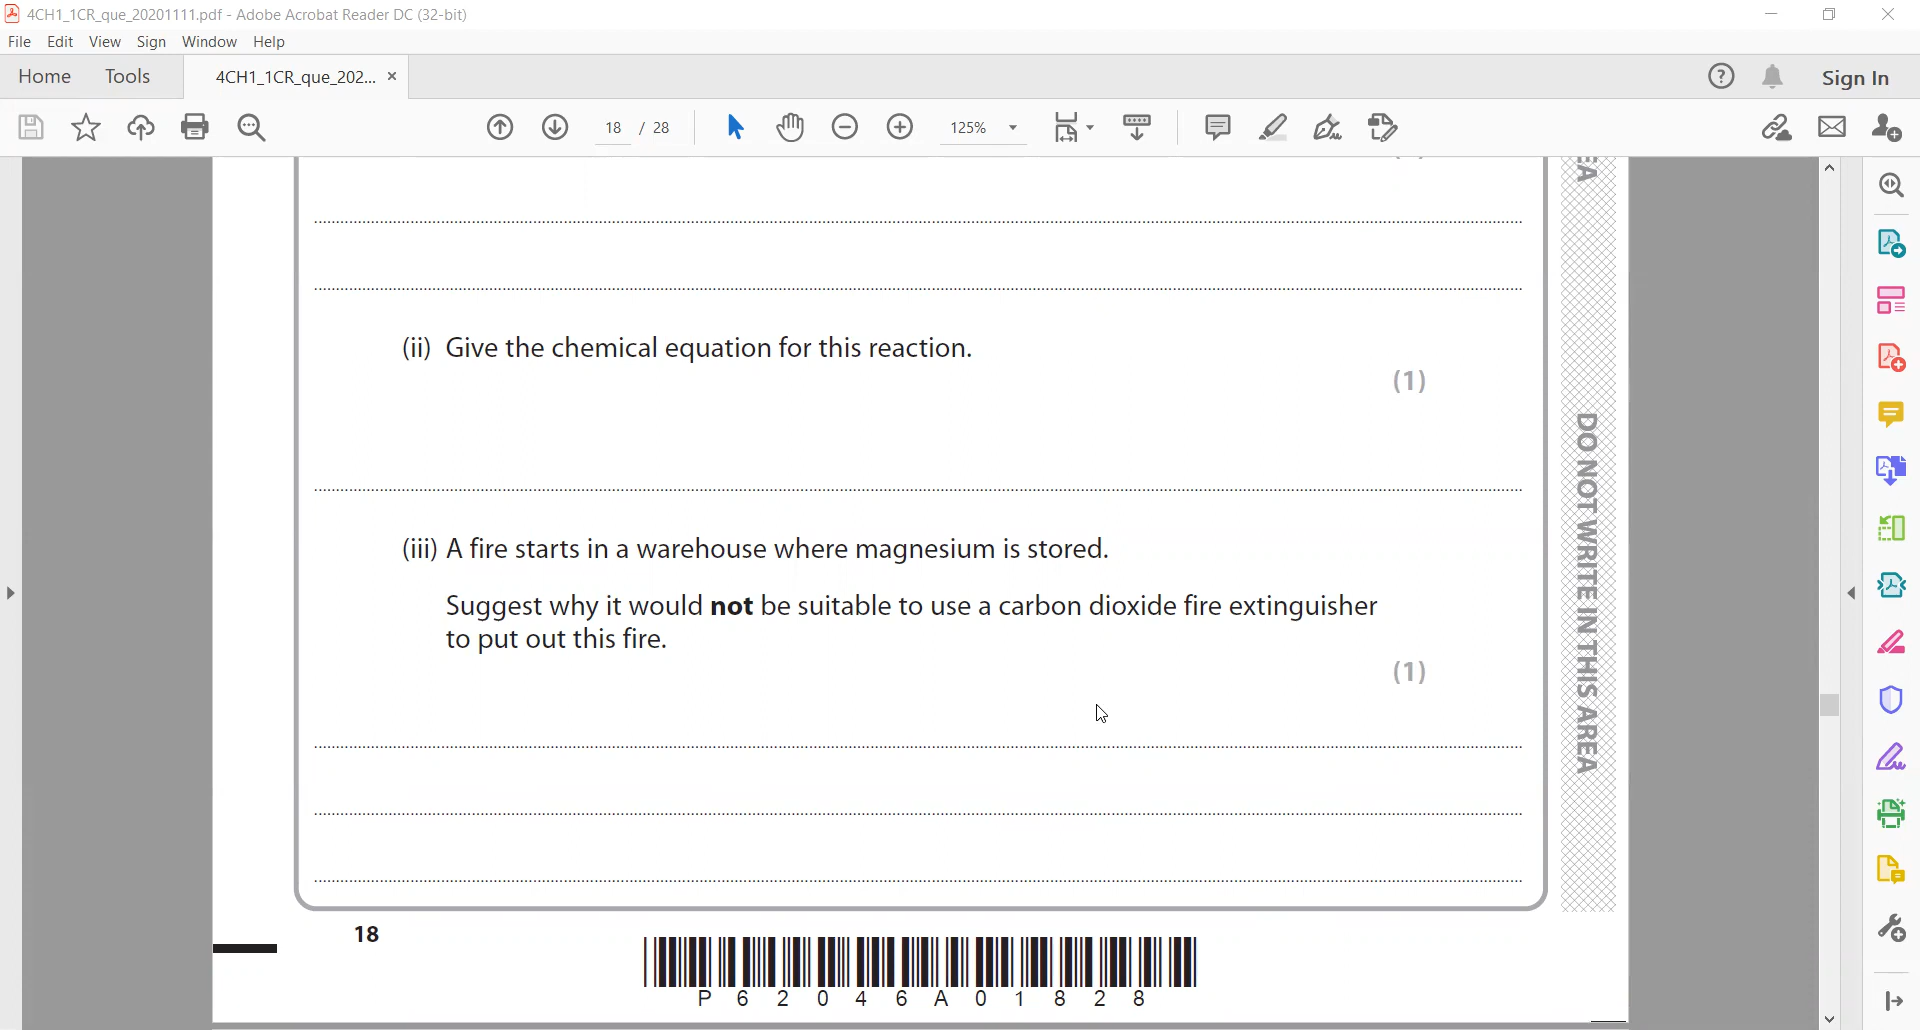 4CH1_1CR_que_20201111.pdf - Adobe Acrobat Reader DC (32-bit)
File Edit View Sign Window Help
Home Tools 4CH1_1CR_que_202... × Sign In
18 / 28 125%
(ii) Give the chemical equation for this reaction.
(1)
(iii) A fire starts in a warehouse where magnesium is stored.
Suggest why it would not be suitable to use a carbon dioxide fire extinguisher
to put out this fire.
(1)
18
P 6 2 0 4 6 A 0 1 8 2 8
EA
DO NOT WRITE IN THIS AREA